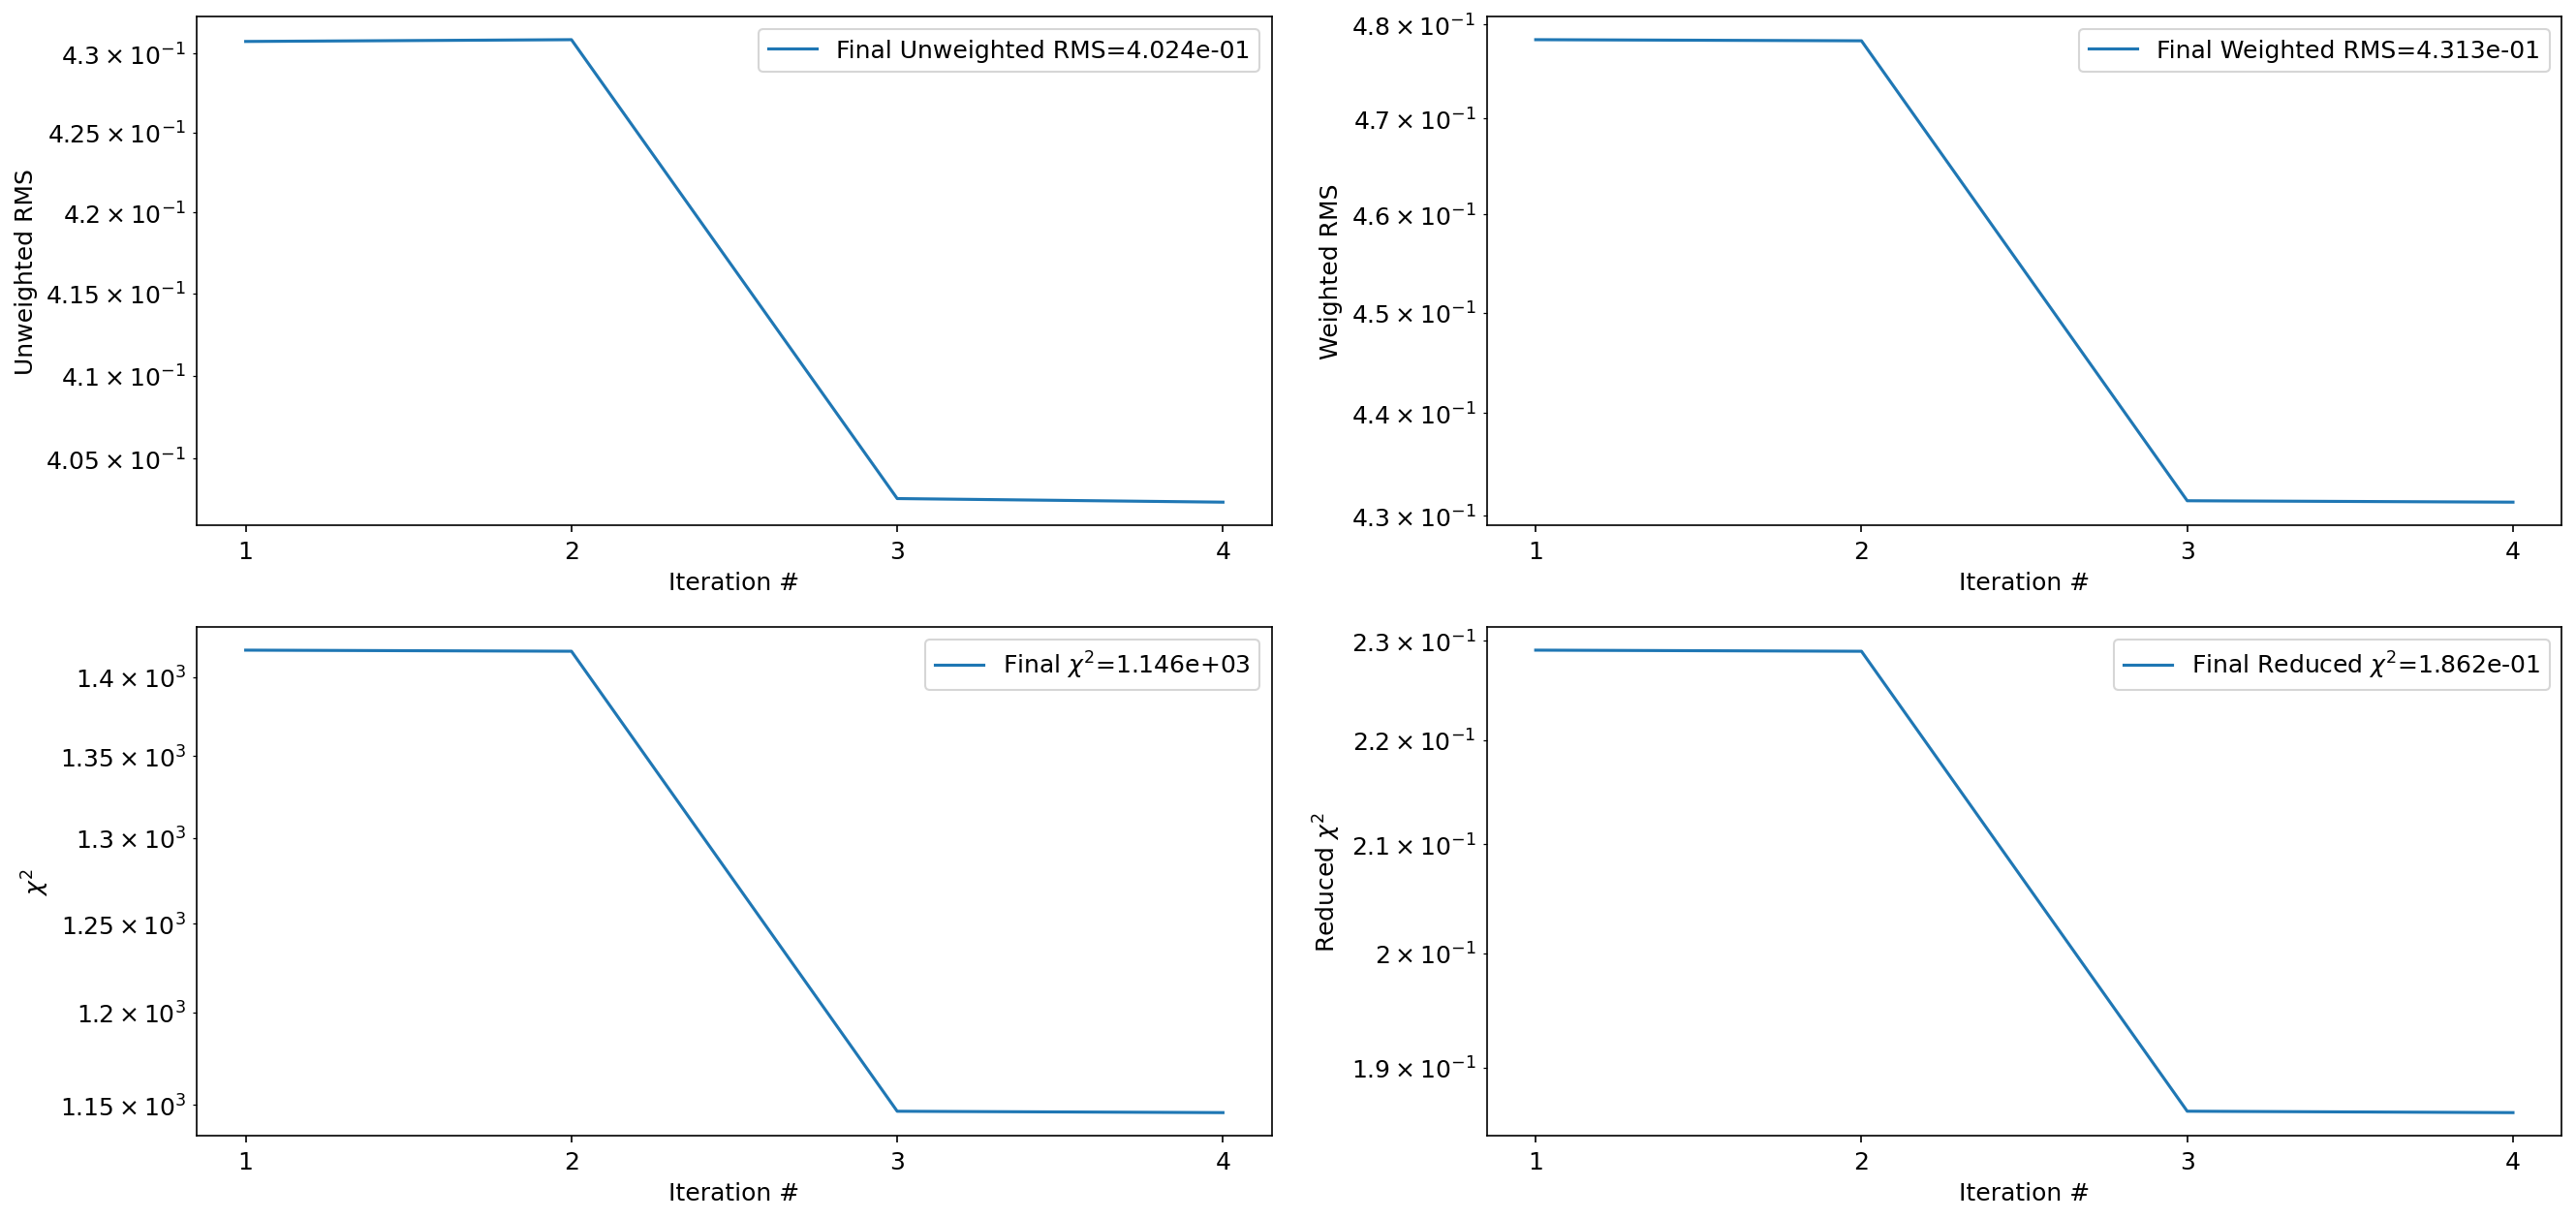 Final Unweighted RMS=4.024e-01
4.3 × 10⁻¹
4.25 × 10⁻¹
4.2 × 10⁻¹
4.15 × 10⁻¹
4.1 × 10⁻¹
4.05 × 10⁻¹
Unweighted RMS
1 2 3 4
Iteration #
Final Weighted RMS=4.313e-01
4.8 × 10⁻¹
4.7 × 10⁻¹
4.6 × 10⁻¹
4.5 × 10⁻¹
4.4 × 10⁻¹
4.3 × 10⁻¹
Weighted RMS
1 2 3 4
Iteration #
Final χ²=1.146e+03
1.4 × 10³
1.35 × 10³
1.3 × 10³
1.25 × 10³
1.2 × 10³
1.15 × 10³
χ²
1 2 3 4
Iteration #
Final Reduced χ²=1.862e-01
2.3 × 10⁻¹
2.2 × 10⁻¹
2.1 × 10⁻¹
2 × 10⁻¹
1.9 × 10⁻¹
Reduced χ²
1 2 3 4
Iteration #